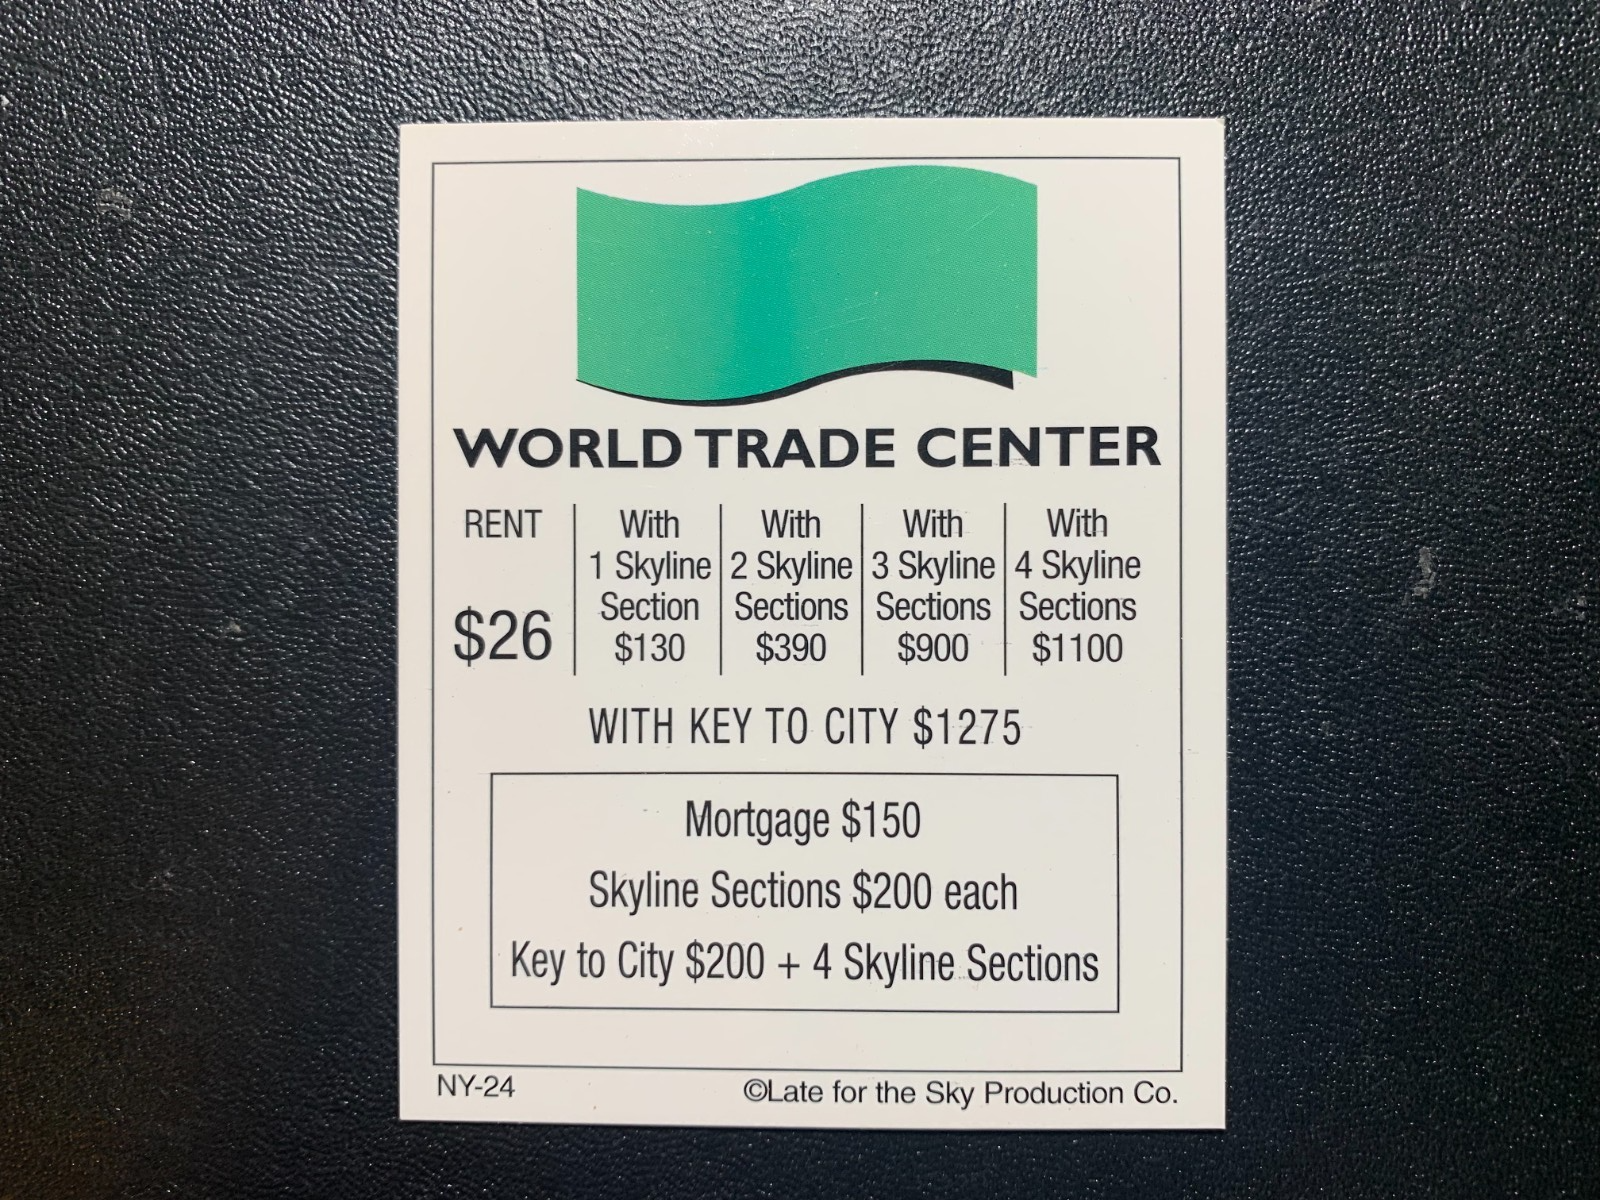 WORLD TRADE CENTER
RENT
$26
With
1 Skyline
Section
$130
With
2 Skyline
Sections
$390
With
3 Skyline
Sections
$900
With
4 Skyline
Sections
$1100
WITH KEY TO CITY $1275
Mortgage $150
Skyline Sections $200 each
Key to City $200 + 4 Skyline Sections
NY-24
©Late for the Sky Production Co.